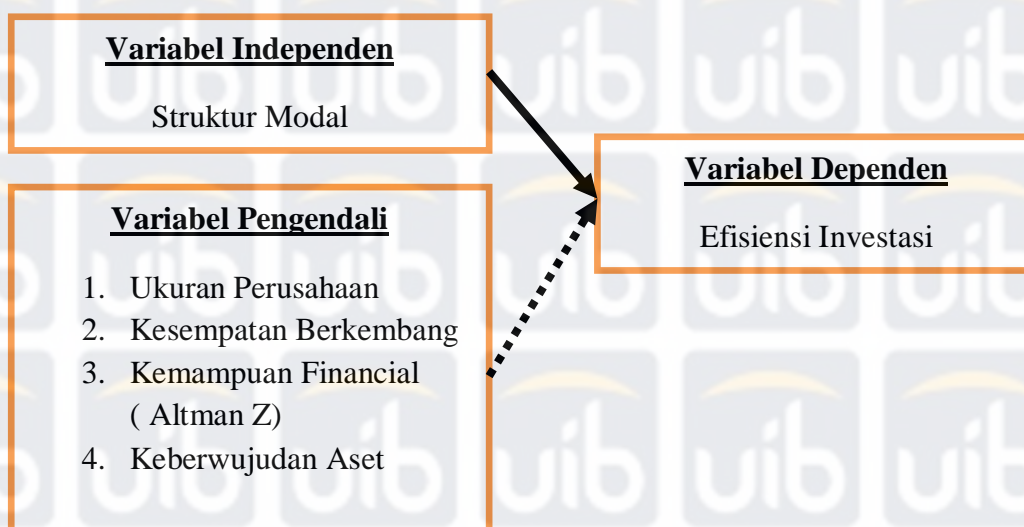 Variabel Independen
Struktur Modal
Variabel Pengendali
1. Ukuran Perusahaan
2. Kesempatan Berkembang
3. Kemampuan Financial
( Altman Z)
4. Keberwujudan Aset
Variabel Dependen
Efisiensi Investasi
uib